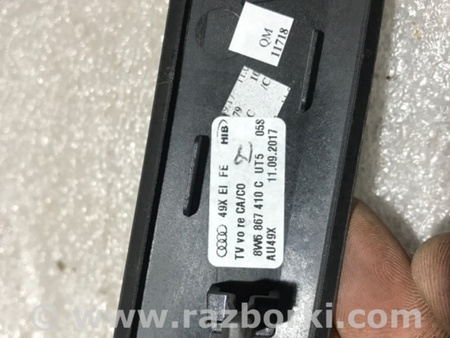 QM
11718
49X EI FE HIB
TV vo re CA/CO
8W6 867 410 C UT5 05S
AU49X 11.09.2017
www.razborki.com